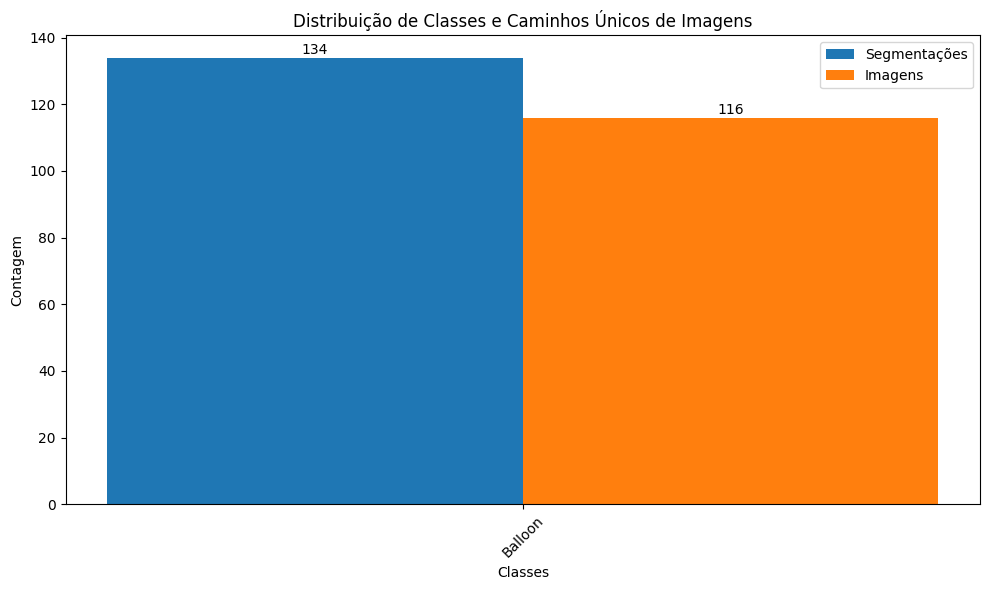 Distribuição de Classes e Caminhos Únicos de Imagens
140
120
100
80
60
40
20
0
Contagem
134
116
Segmentações
Imagens
Balloon
Classes